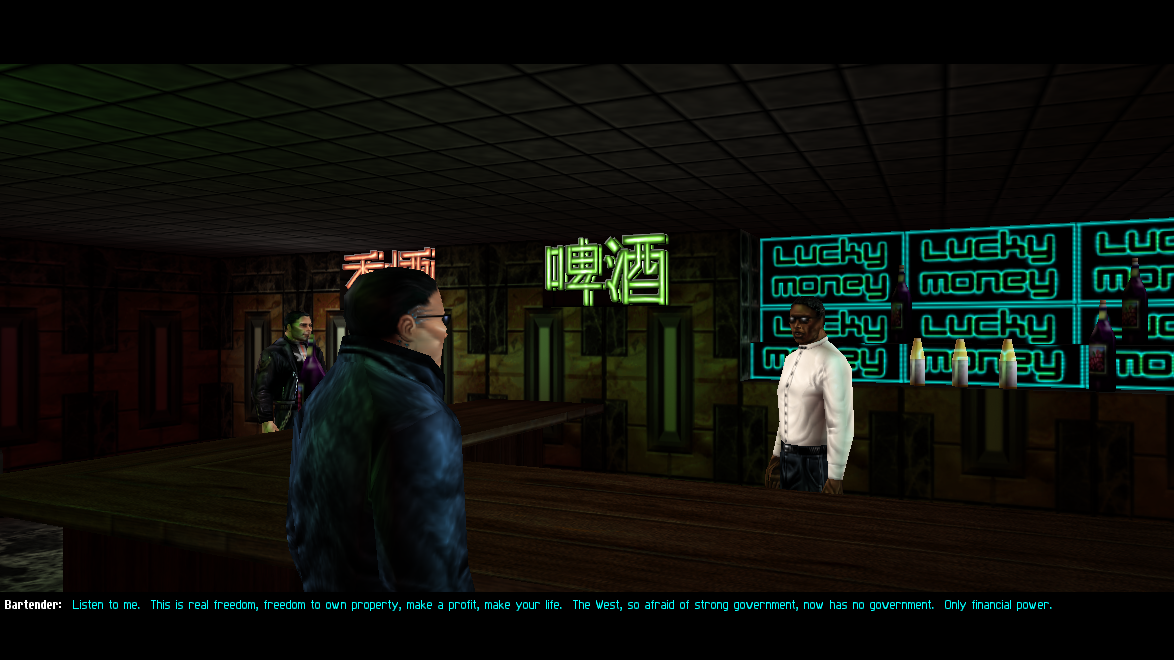 啤酒
Lucky
money
Lucky
money
Lucky
money
Lucky
money
Bartender: Listen to me. This is real freedom, freedom to own property, make a profit, make your life. The West, so afraid of strong government, now has no government. Only financial power.